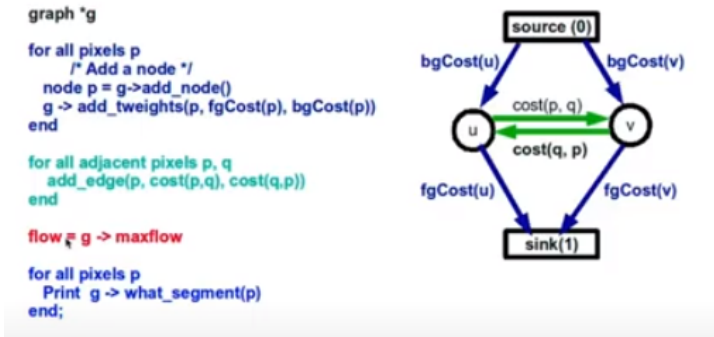 graph *g
for all pixels p
/* Add a node */
node p = g->add_node()
g -> add_tweights(p, fgCost(p), bgCost(p))
end
for all adjacent pixels p, q
add_edge(p, cost(p,q), cost(q,p))
end
flow = g -> maxflow
for all pixels p
Print g -> what_segment(p)
end;
source (0)
bgCost(u)
bgCost(v)
cost(p, q)
u
v
cost(q, p)
fgCost(u)
fgCost(v)
sink(1)